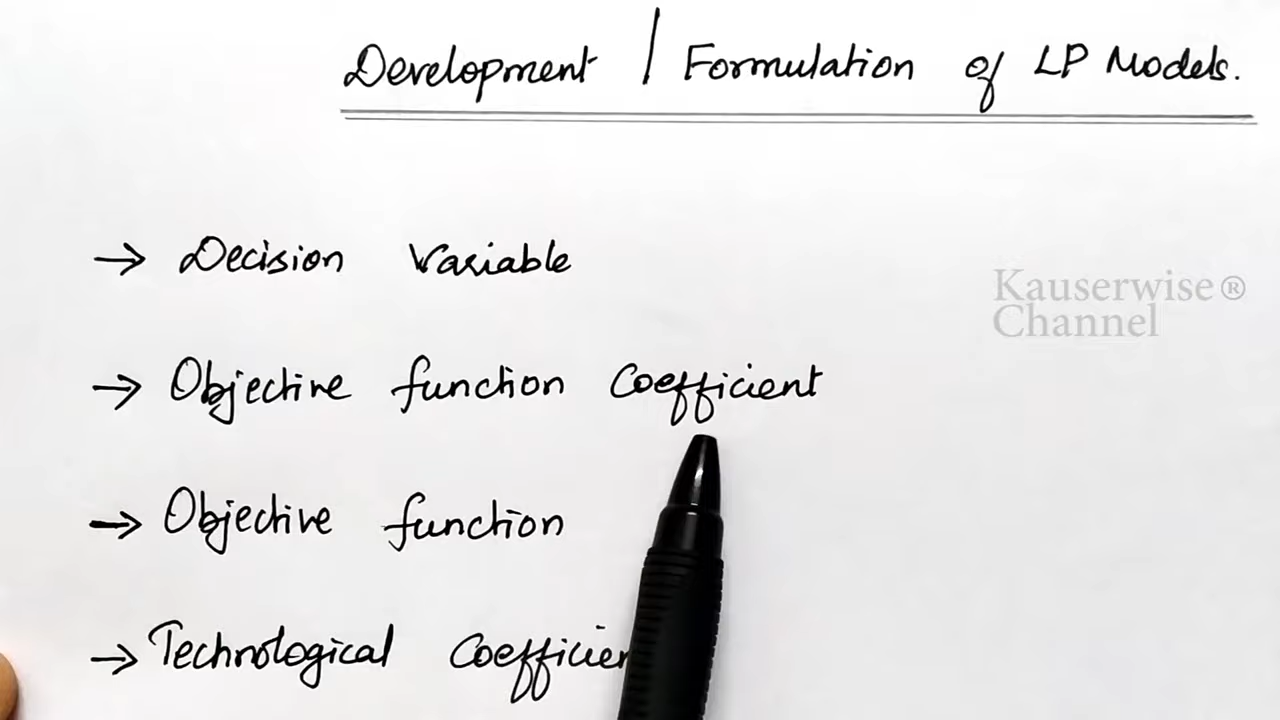 Development / Formulation of LP Models.
→ Decision Variable
Kauserwise®
Channel
→ Objective function Coefficient
→ Objective function
→ Technological